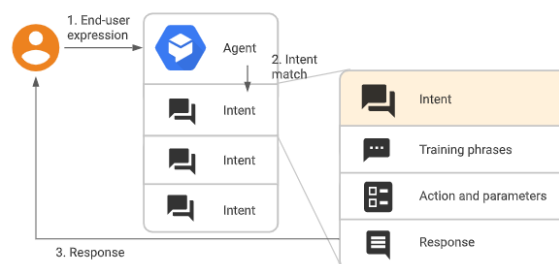 1. End-user
expression
Agent
2. Intent
match
Intent
Intent
Intent
Intent
Training phrases
Action and parameters
Response
3. Response